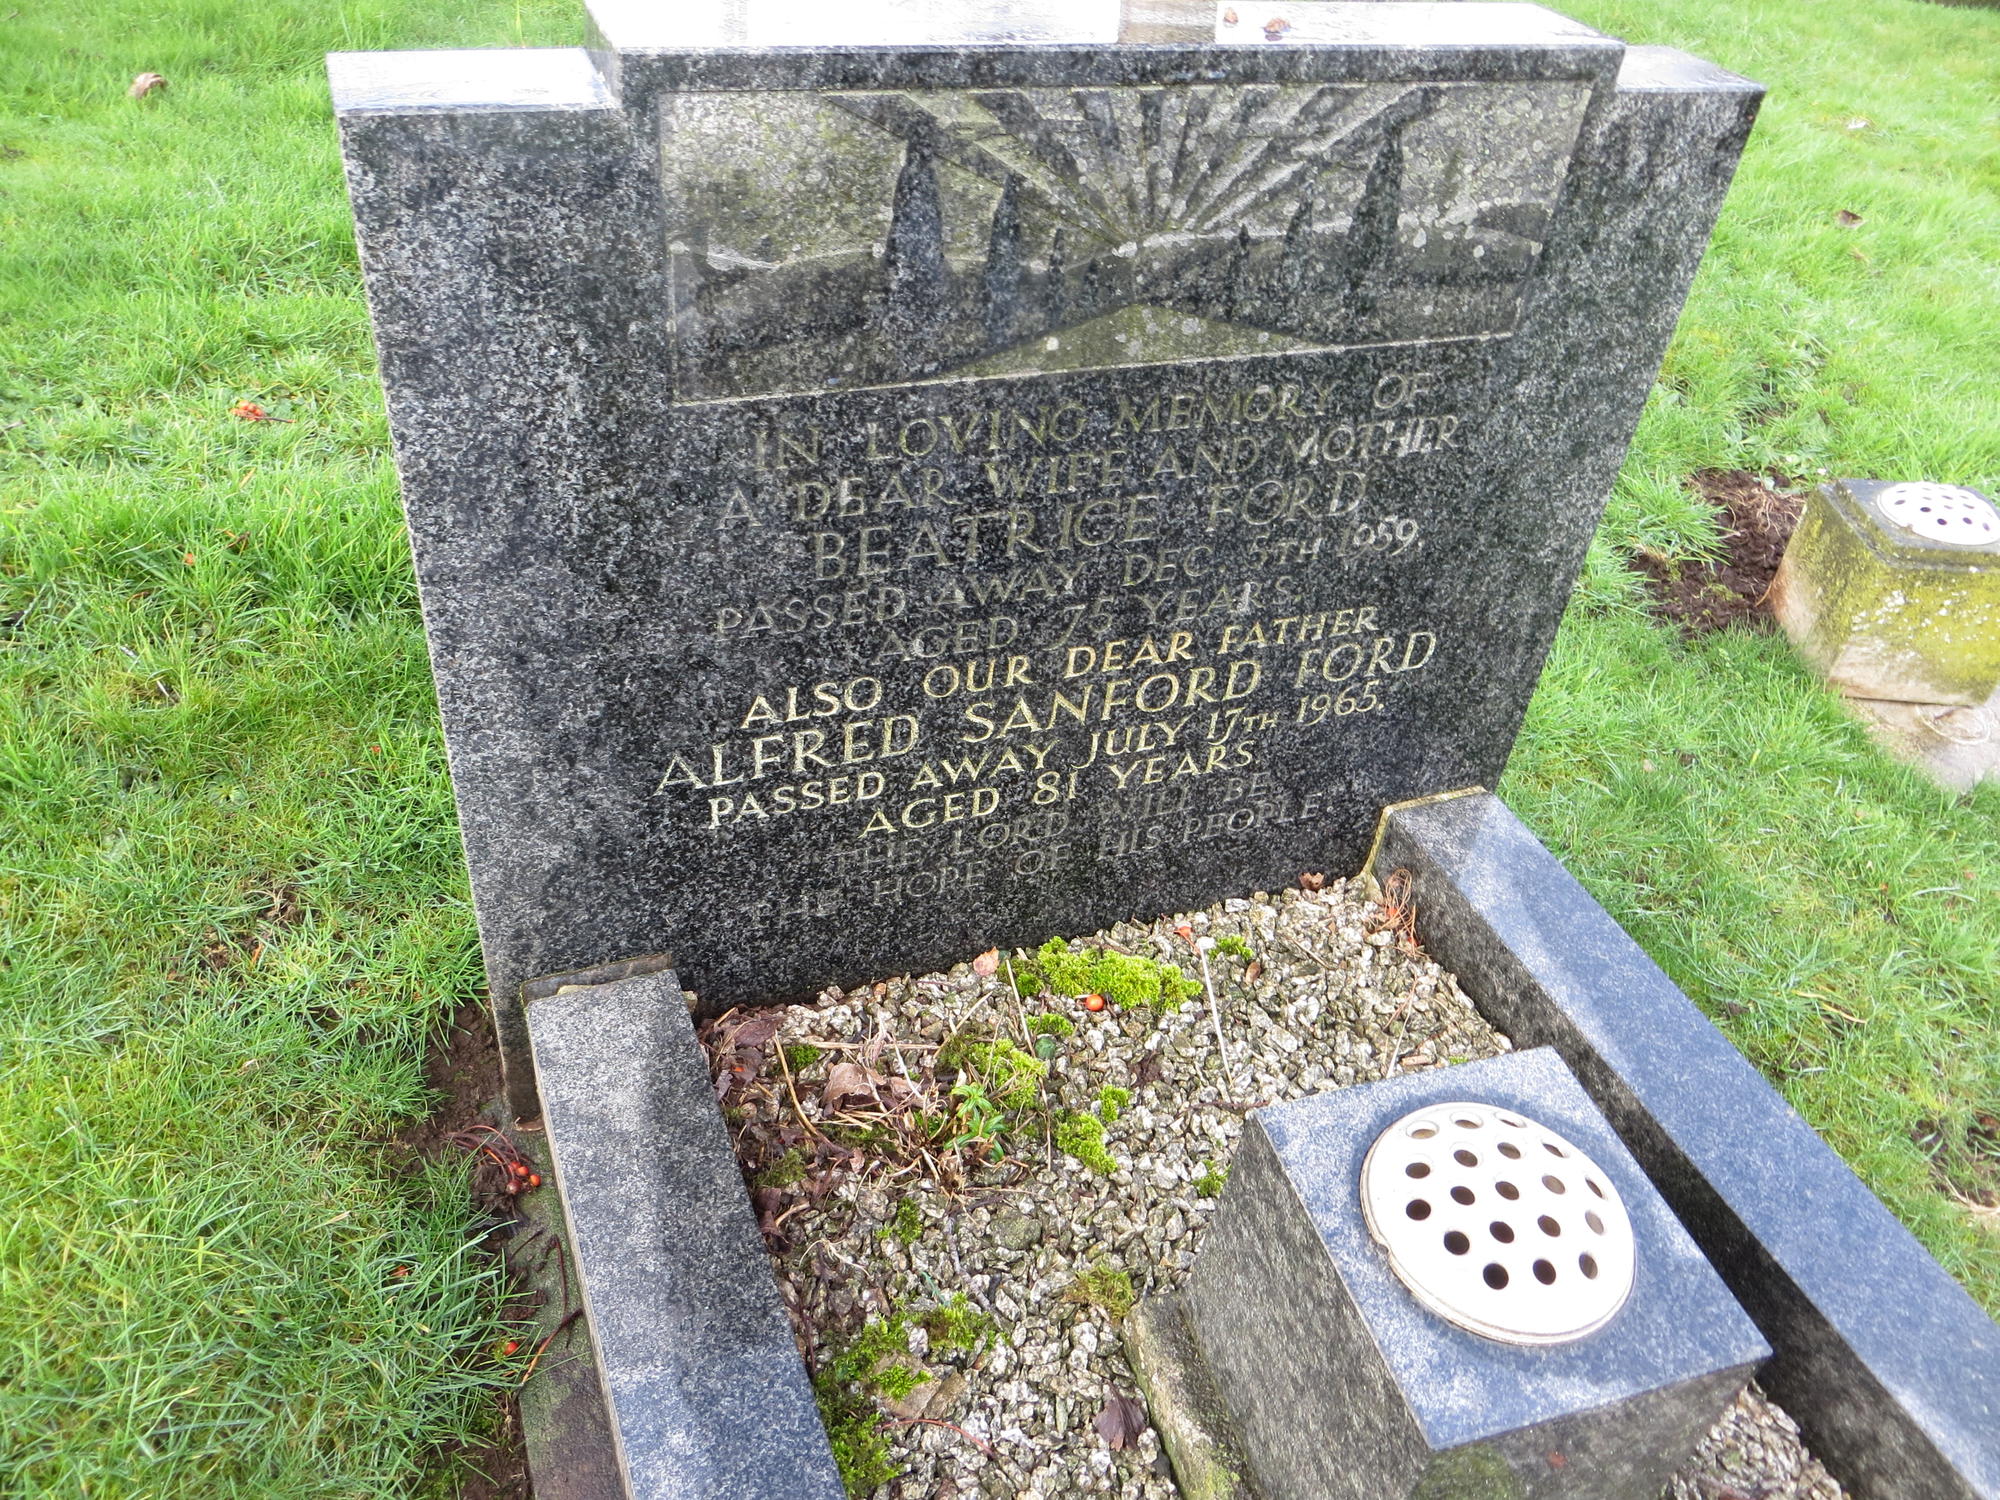 IN LOVING MEMORY OF
A DEAR WIFE AND MOTHER
BEATRICE FORD
PASSED AWAY DEC. 5TH 1959,
AGED 75 YEARS.
ALSO OUR DEAR FATHER
ALFRED SANFORD FORD
PASSED AWAY JULY 17TH 1965.
AGED 81 YEARS
"THE LORD WILL BE
THE HOPE OF HIS PEOPLE"